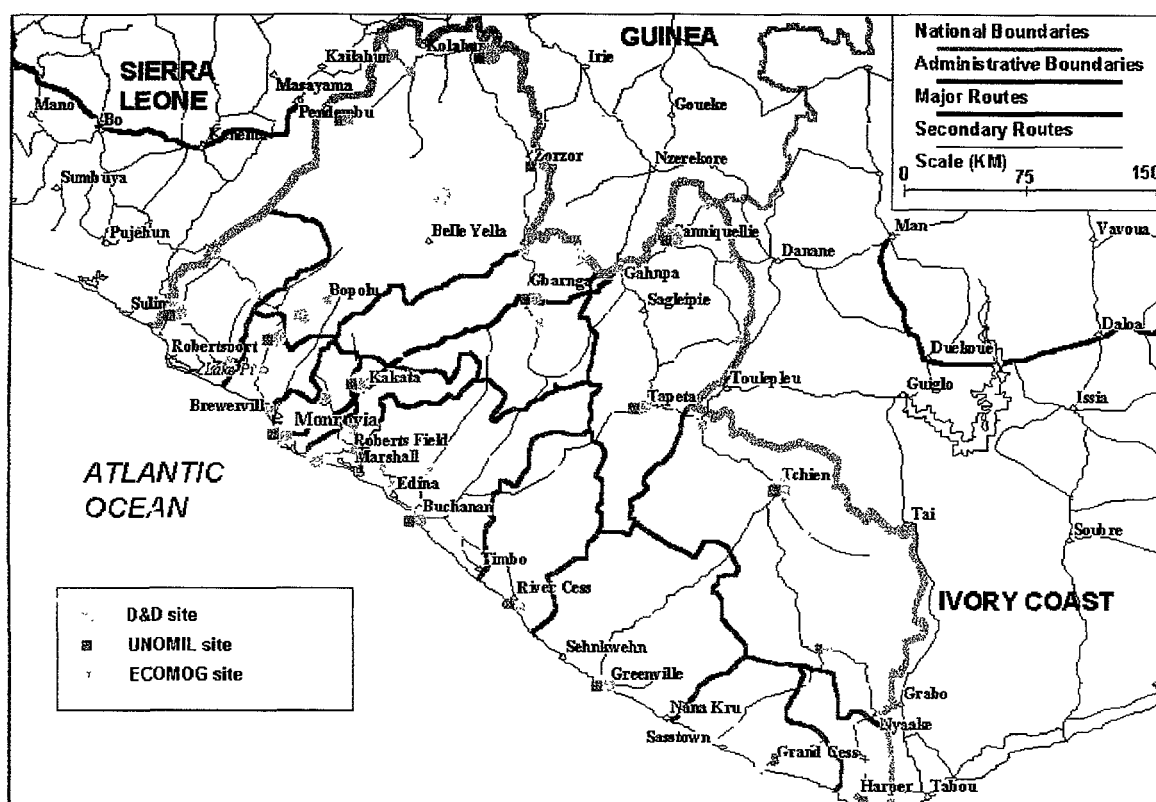 GUINEA
SIERRA
LEONE
Kailahun
Kolahun
Irie
Masayama
Mano
Pendembu
Goueke
Bo
Kenema
Zorzor
Nzerekore
Sumbuya
Pujehun
Belle Yella
Sanniquellie
Man
Vavoua
Danane
Gbarnga
Gahnpa
Sulima
Bopolu
Sagleipie
Daloa
Robertsport
Lake Pi
Duekoue
Kakata
Toulepleu
Guiglo
Brewerville
Tapeta
Issia
Monrovia
Roberts Field
Marshall
ATLANTIC
OCEAN
Edina
Tchien
Buchanan
Tai
Soubre
Timbo
River Cess
IVORY COAST
Sehnkwehn
Greenville
Grabo
Nana Kru
Nyaake
Sasstown
Grand Cess
Harper
Tabou
National Boundaries
Administrative Boundaries
Major Routes
Secondary Routes
Scale (KM)
0 75 150
D&D site
UNOMIL site
ECOMOG site